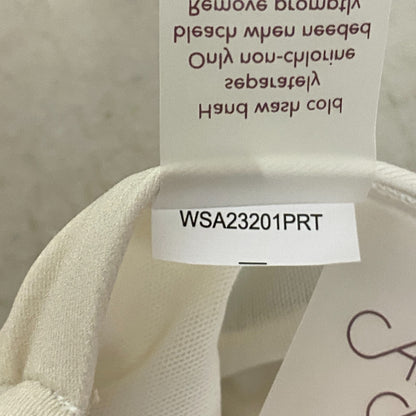 Hand wash cold
separately
Only non-chlorine
bleach when needed
Remove promptly
WSA23201PRT